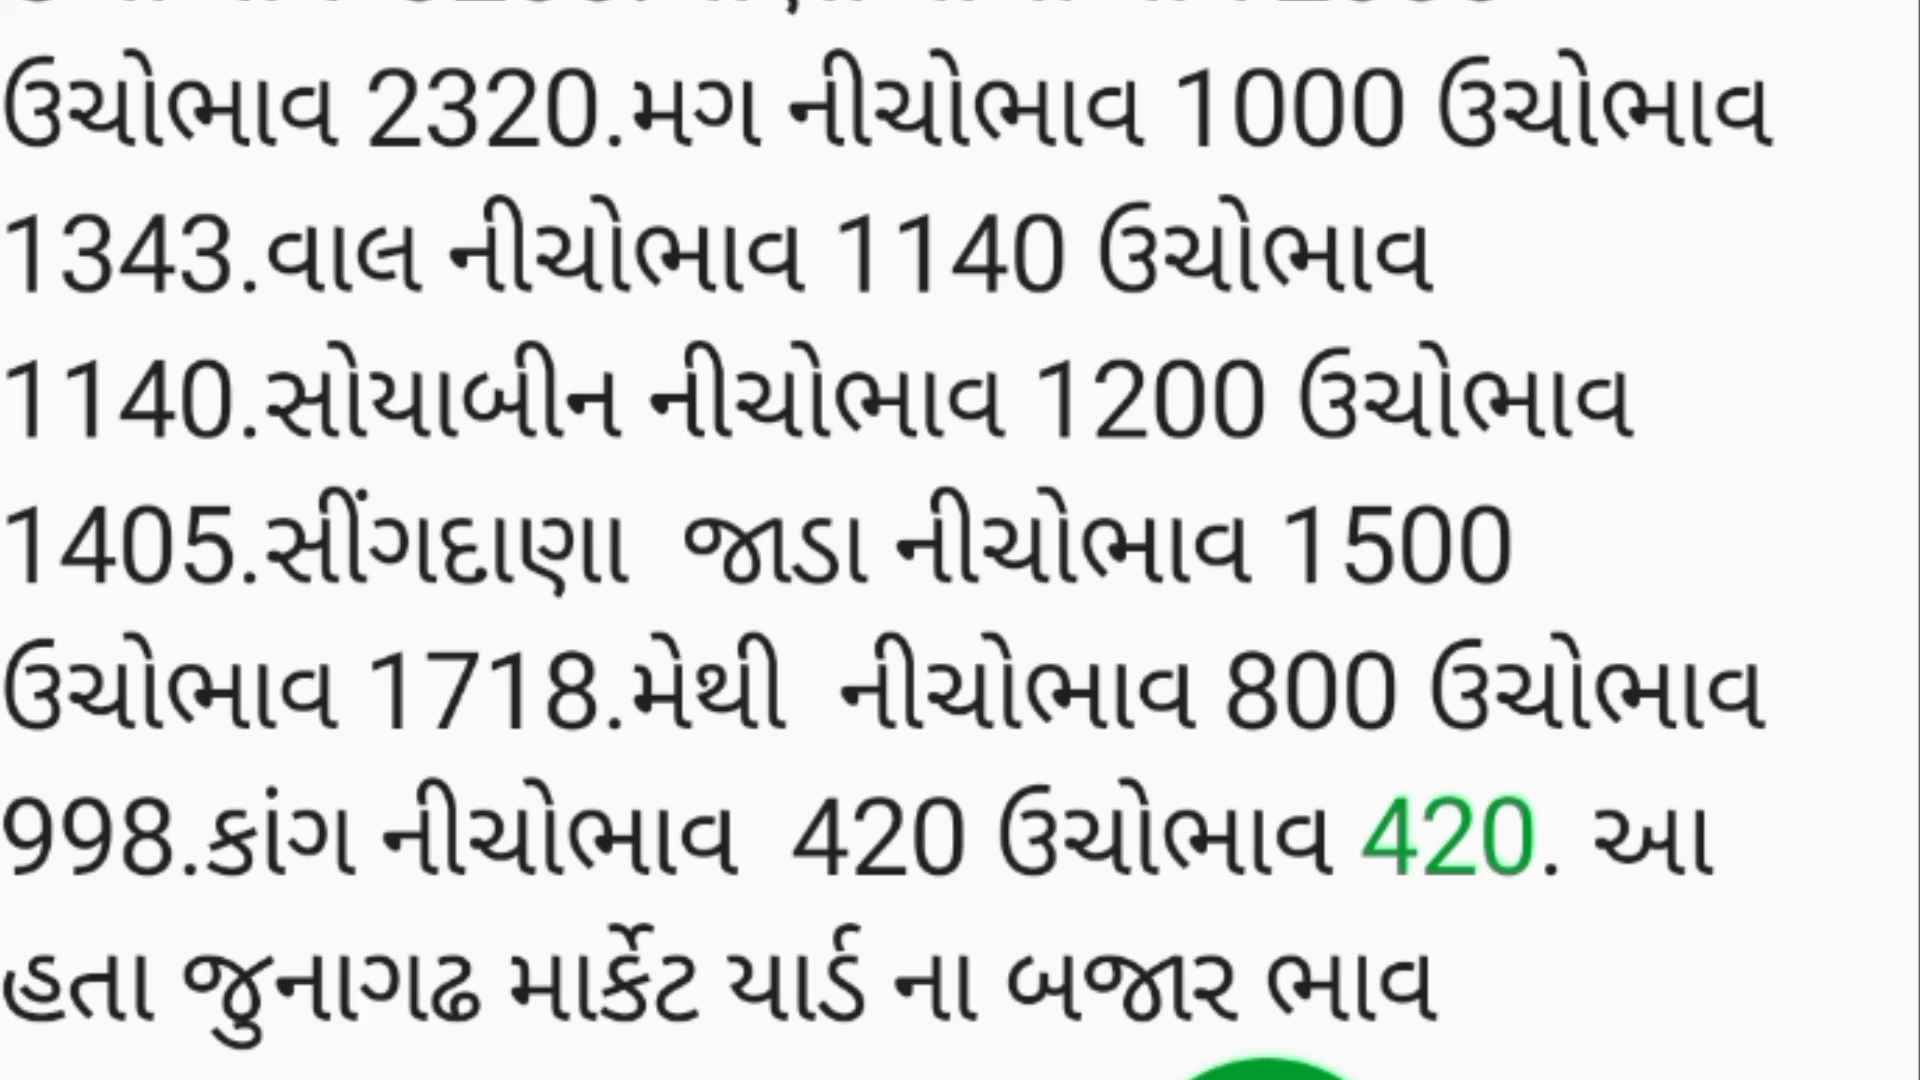 ઉચોભાવ 2320.મગ નીચોભાવ 1000 ઉચોભાવ
1343.વાલ નીચોભાવ 1140 ઉચોભાવ
1140.સોયાબીન નીચોભાવ 1200 ઉચોભાવ
1405.સીંગદાણા  જાડા નીચોભાવ 1500
ઉચોભાવ 1718.મેથી  નીચોભાવ 800 ઉચોભાવ
998.કાંગ નીચોભાવ  420 ઉચોભાવ 420. આ
હતા જુનાગઢ માર્કેટ યાર્ડ ના બજાર ભાવ